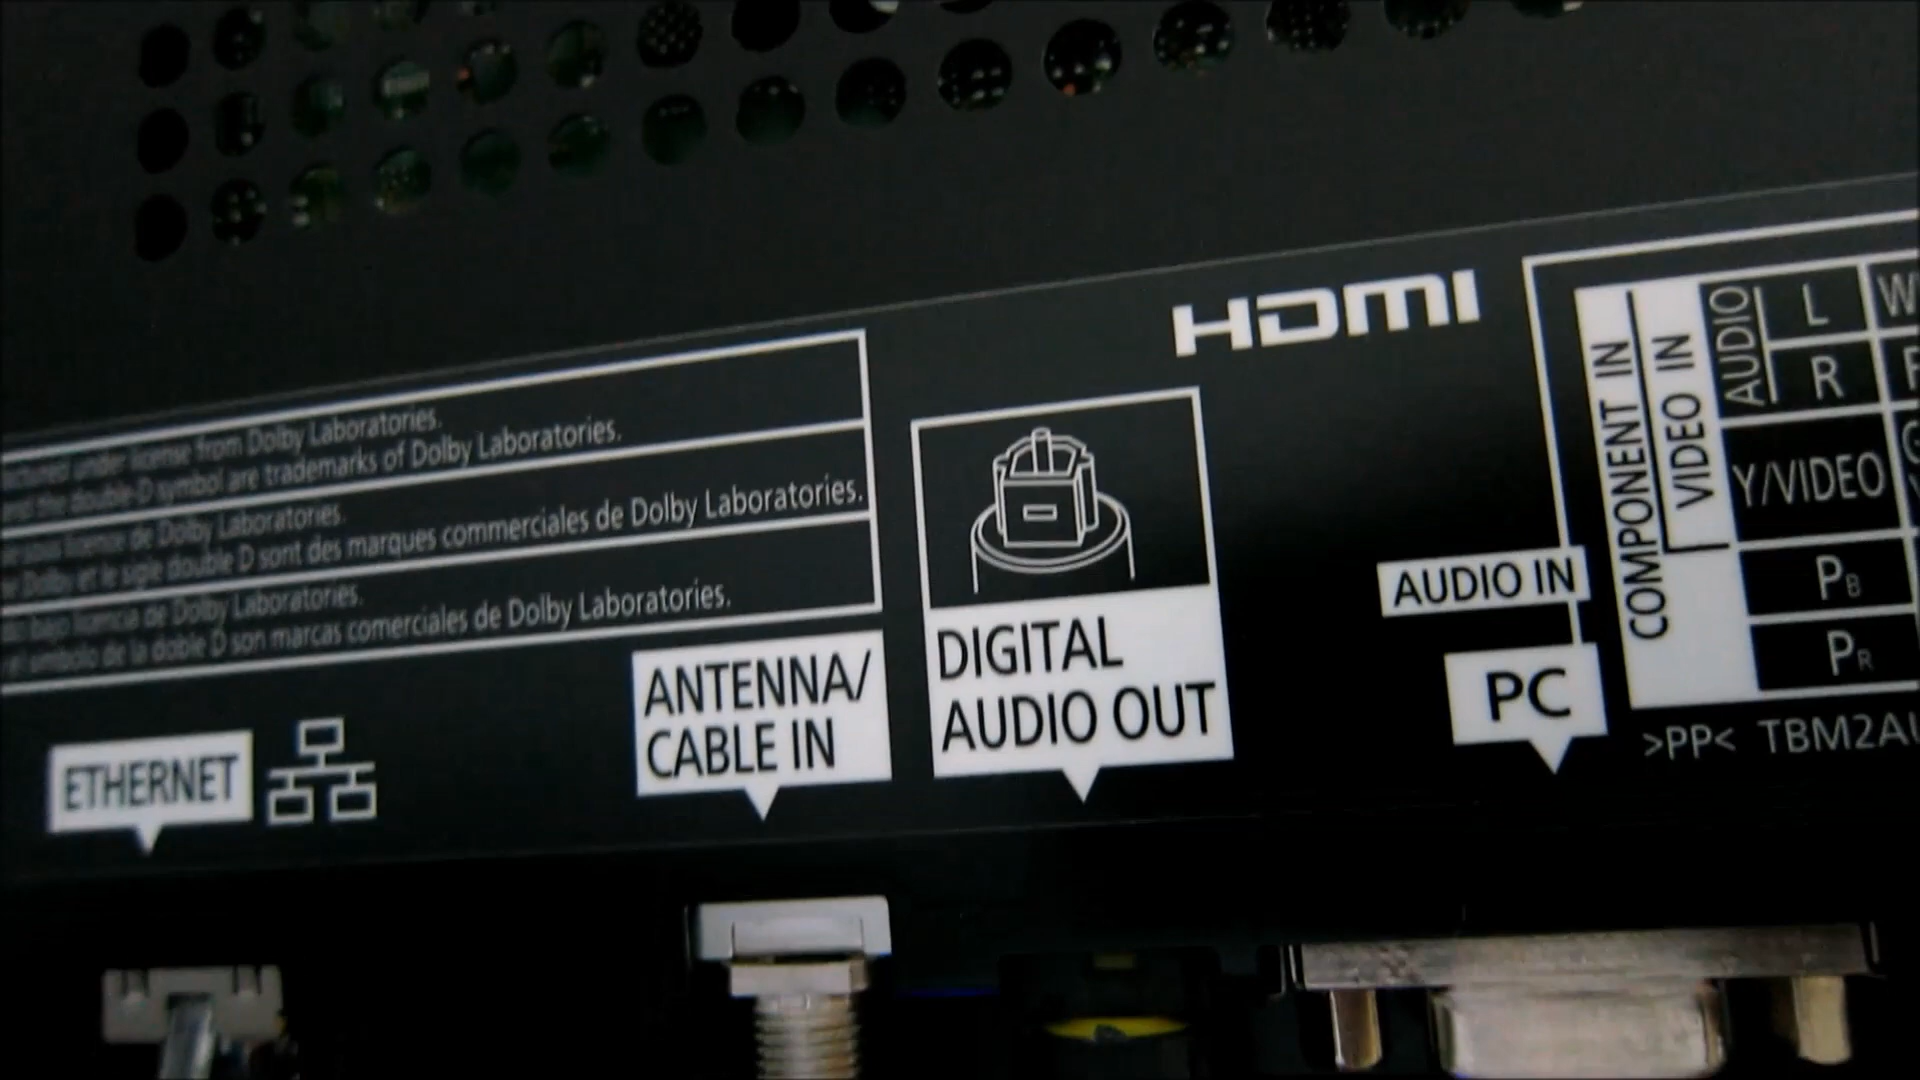 HDMI
under license from Dolby Laboratories.
and the double-D symbol are trademarks of Dolby Laboratories.
sous licence de Dolby Laboratories.
Dolby et le sigle double D sont des marques commerciales de Dolby Laboratories.
bajo licencia de Dolby Laboratories.
el símbolo de la doble D son marcas comerciales de Dolby Laboratories.
ETHERNET
ANTENNA/
CABLE IN
DIGITAL
AUDIO OUT
AUDIO IN
PC
COMPONENT IN
VIDEO IN
AUDIO
L
R
Y/VIDEO
PB
PR
>PP< TBM2AU